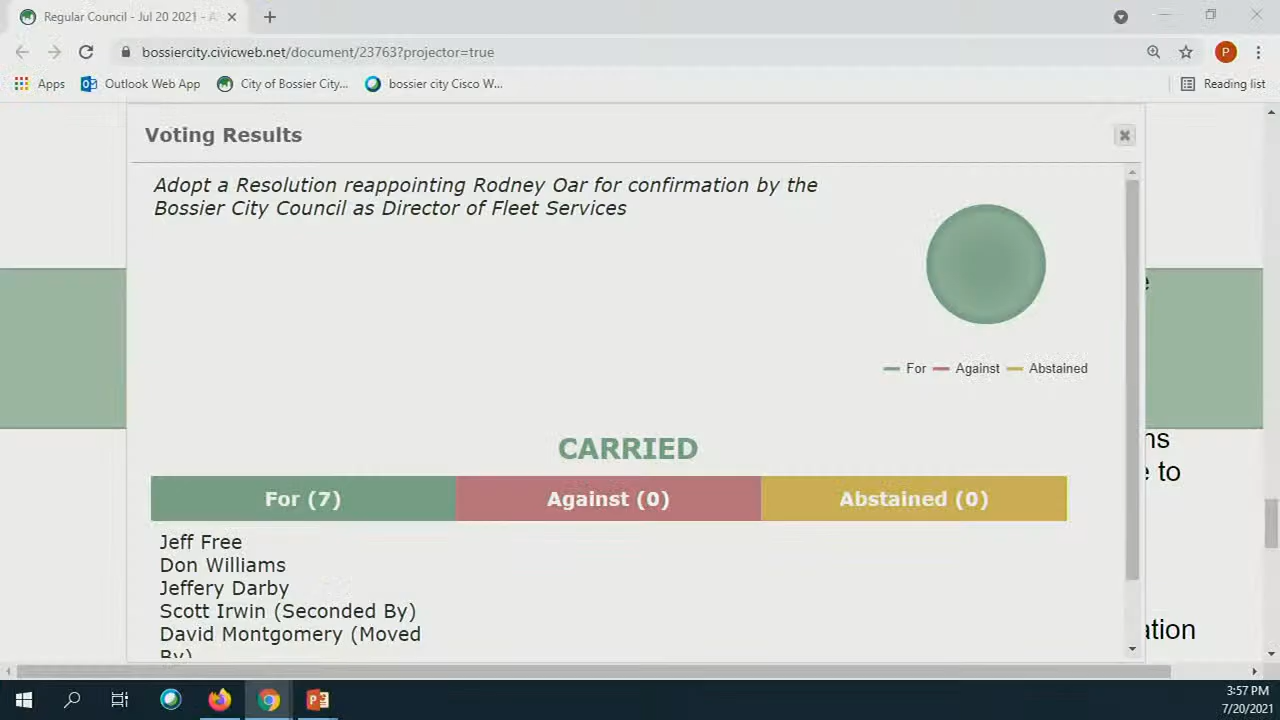 Regular Council - Jul 20 2021 - A
bossiercity.civicweb.net/document/23763?projector=true
P
Apps
Outlook Web App
City of Bossier City...
bossier city Cisco W...
Reading list
Voting Results
Adopt a Resolution reappointing Rodney Oar for confirmation by the
Bossier City Council as Director of Fleet Services
For
Against
Abstained
CARRIED
For (7)
Against (0)
Abstained (0)
Jeff Free
Don Williams
Jeffery Darby
Scott Irwin (Seconded By)
David Montgomery (Moved
By)
e
ns
e to
ation
3:57 PM
7/20/2021